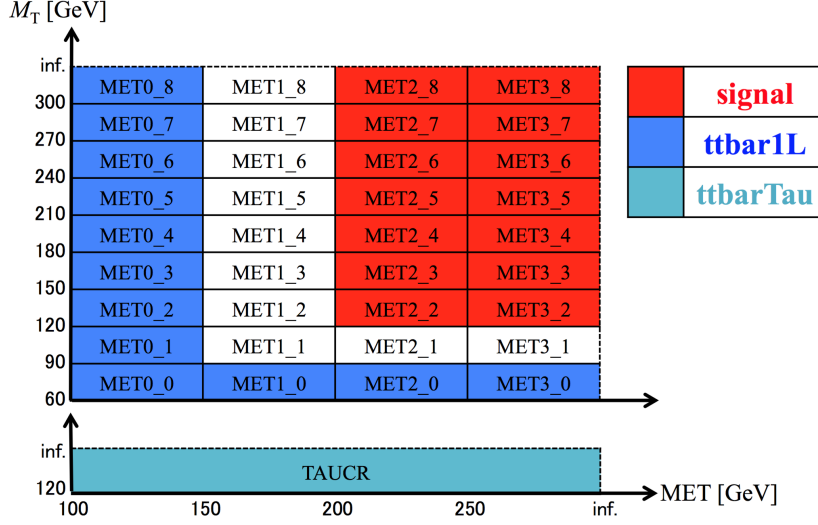 M_T [GeV]
inf. MET0_8 MET1_8 MET2_8 MET3_8 signal
300 MET0_7 MET1_7 MET2_7 MET3_7 ttbar1L
270 MET0_6 MET1_6 MET2_6 MET3_6 ttbarTau
240 MET0_5 MET1_5 MET2_5 MET3_5
210 MET0_4 MET1_4 MET2_4 MET3_4
180 MET0_3 MET1_3 MET2_3 MET3_3
150 MET0_2 MET1_2 MET2_2 MET3_2
120 MET0_1 MET1_1 MET2_1 MET3_1
90 MET0_0 MET1_0 MET2_0 MET3_0
60
inf. TAUCR
120
100 150 200 250 inf. MET [GeV]